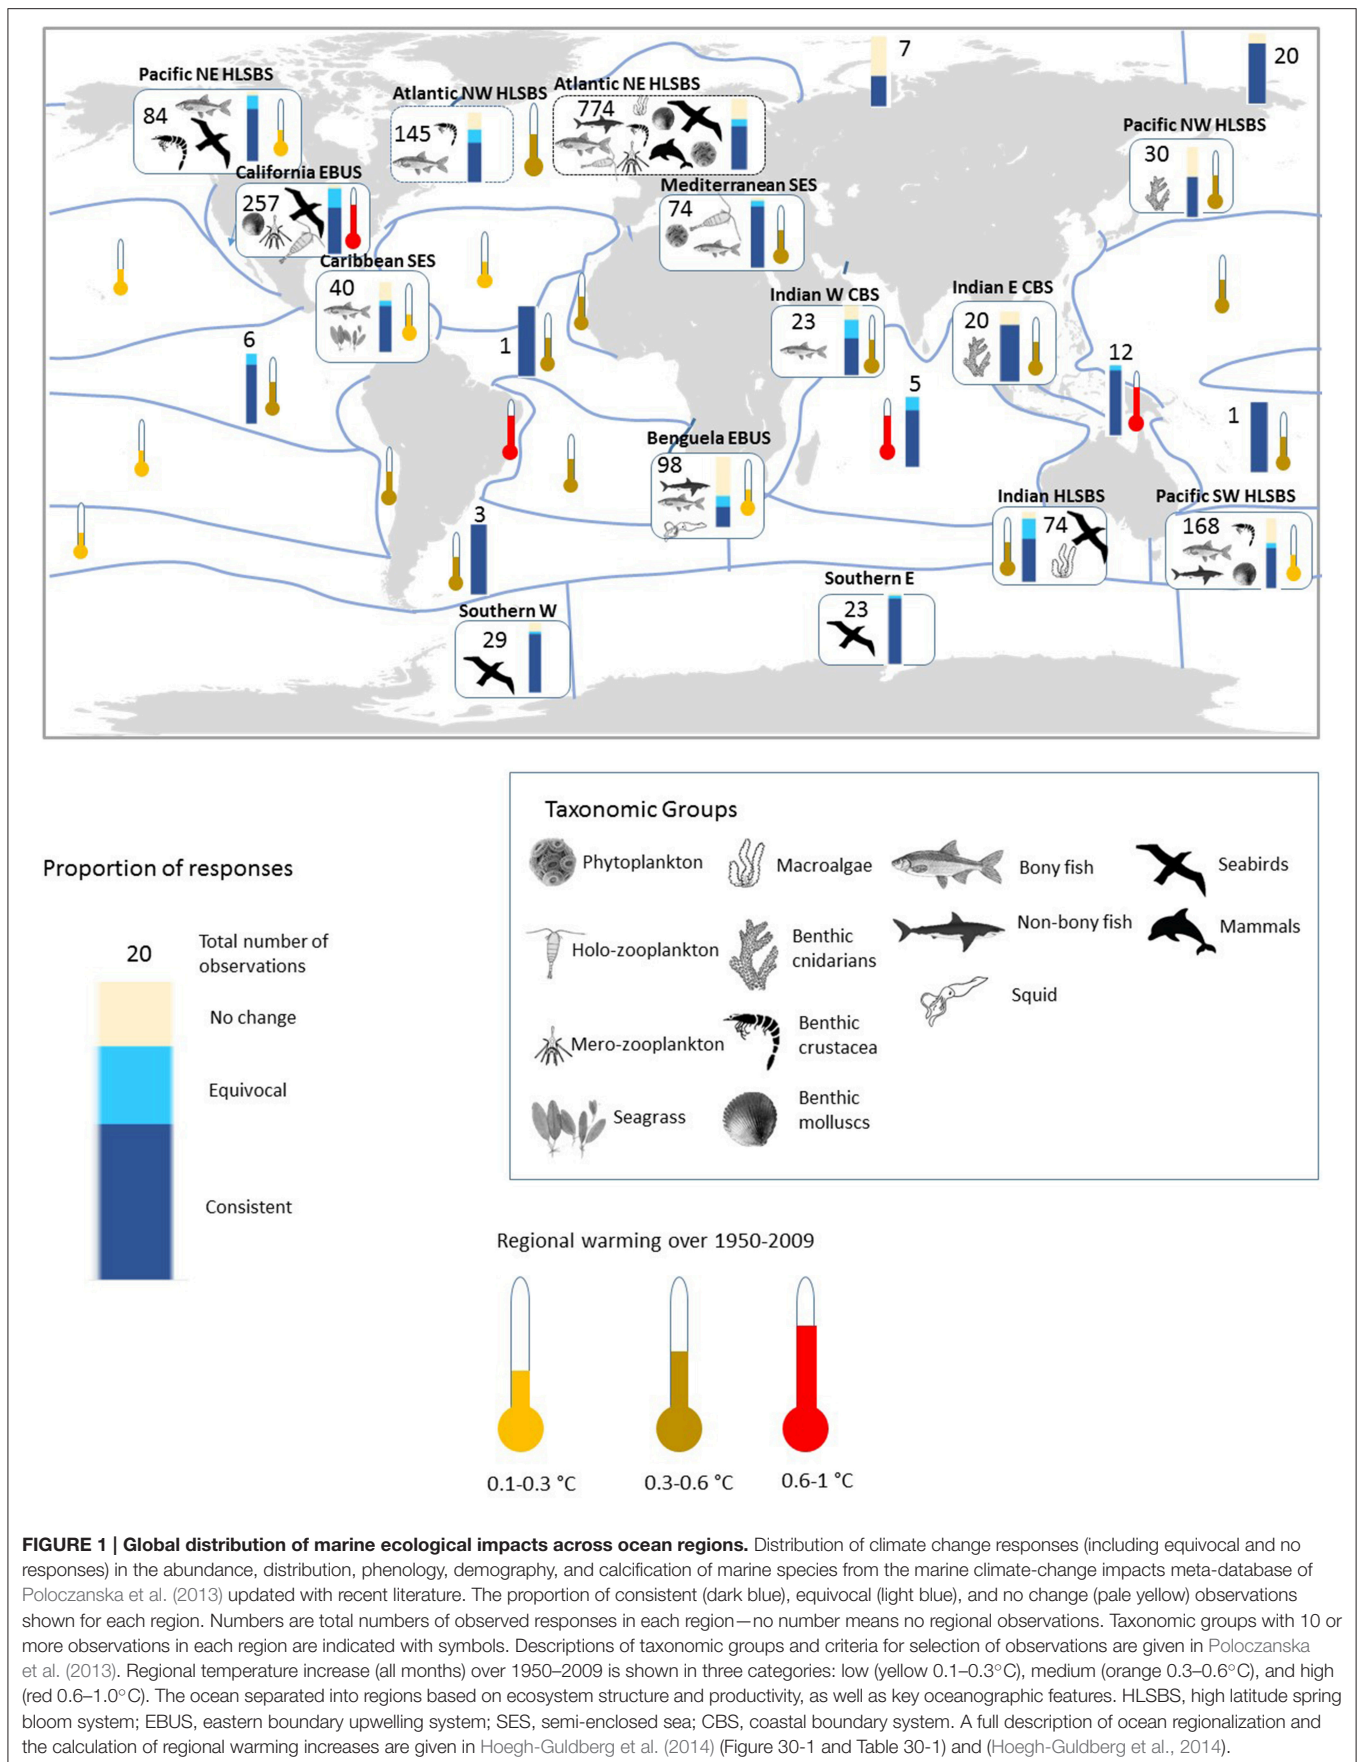 7
20
Pacific NE HLSBS
84
Atlantic NW HLSBS
145
Atlantic NE HLSBS
774
Pacific NW HLSBS
30
California EBUS
257
Mediterranean SES
74
Caribbean SES
40
Indian W CBS
23
Indian E CBS
20
6
1
12
5
1
Benguela EBUS
98
Indian HLSBS
74
Pacific SW HLSBS
168
3
Southern E
23
Southern W
29
Proportion of responses
20
Total number of
observations
No change
Equivocal
Consistent
Taxonomic Groups
Phytoplankton
Macroalgae
Bony fish
Seabirds
Holo-zooplankton
Benthic
cnidarians
Non-bony fish
Mammals
Squid
Mero-zooplankton
Benthic
crustacea
Seagrass
Benthic
molluscs
Regional warming over 1950-2009
0.1-0.3 °C
0.3-0.6 °C
0.6-1 °C
FIGURE 1 | Global distribution of marine ecological impacts across ocean regions. Distribution of climate change responses (including equivocal and no
responses) in the abundance, distribution, phenology, demography, and calcification of marine species from the marine climate-change impacts meta-database of
Poloczanska et al. (2013) updated with recent literature. The proportion of consistent (dark blue), equivocal (light blue), and no change (pale yellow) observations
shown for each region. Numbers are total numbers of observed responses in each region—no number means no regional observations. Taxonomic groups with 10 or
more observations in each region are indicated with symbols. Descriptions of taxonomic groups and criteria for selection of observations are given in Poloczanska
et al. (2013). Regional temperature increase (all months) over 1950–2009 is shown in three categories: low (yellow 0.1–0.3°C), medium (orange 0.3–0.6°C), and high
(red 0.6–1.0°C). The ocean separated into regions based on ecosystem structure and productivity, as well as key oceanographic features. HLSBS, high latitude spring
bloom system; EBUS, eastern boundary upwelling system; SES, semi-enclosed sea; CBS, coastal boundary system. A full description of ocean regionalization and
the calculation of regional warming increases are given in Hoegh-Guldberg et al. (2014) (Figure 30-1 and Table 30-1) and (Hoegh-Guldberg et al., 2014).